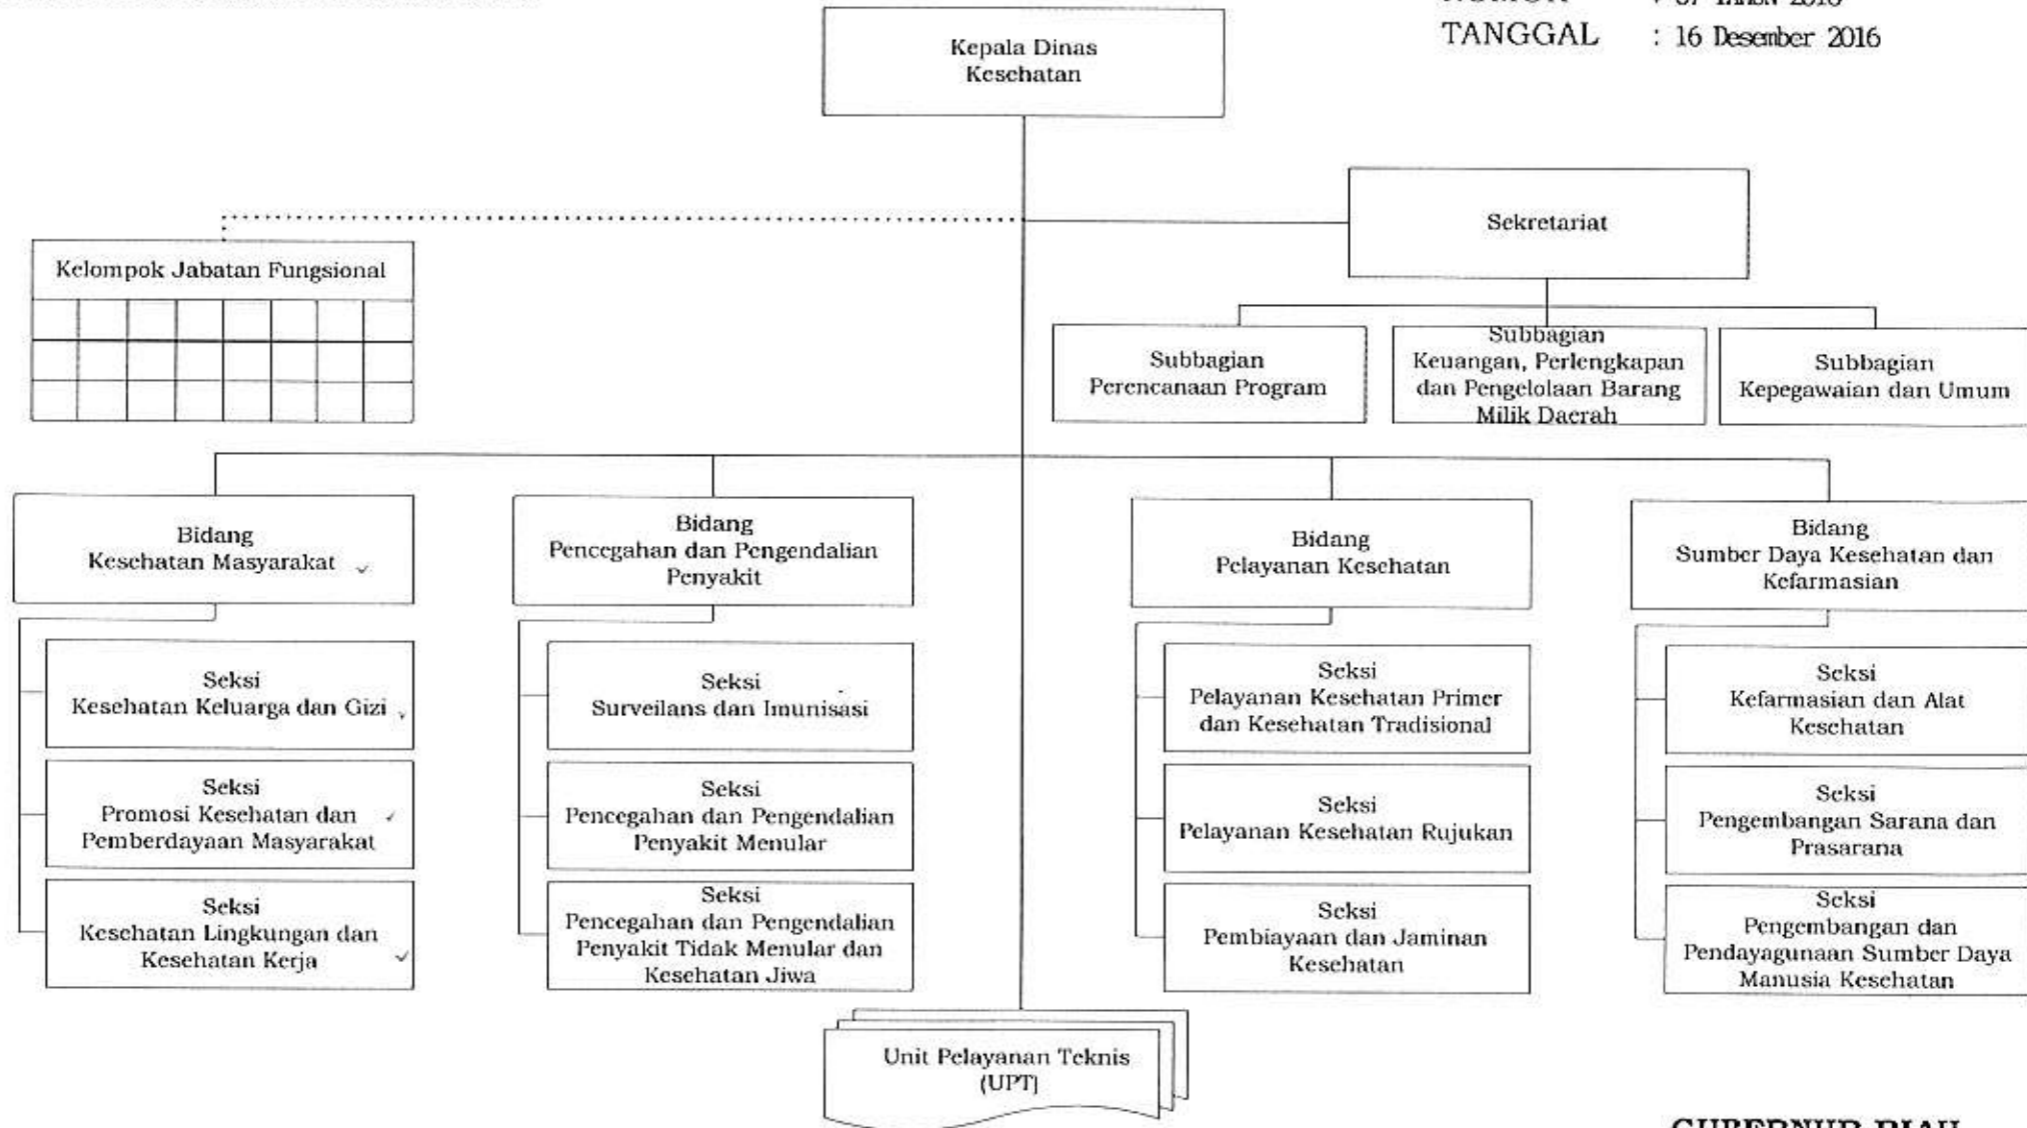 : 87 TAHUN 2016
TANGGAL : 16 Desember 2016
Kepala Dinas
Kesehatan
Sekretariat
Kelompok Jabatan Fungsional
Subbagian
Perencanaan Program
Subbagian
Keuangan, Perlengkapan
dan Pengelolaan Barang
Milik Daerah
Subbagian
Kepegawaian dan Umum
Bidang
Kesehatan Masyarakat
Bidang
Pencegahan dan Pengendalian
Penyakit
Bidang
Pelayanan Kesehatan
Bidang
Sumber Daya Kesehatan dan
Kefarmasian
Seksi
Kesehatan Keluarga dan Gizi
Seksi
Promosi Kesehatan dan
Pemberdayaan Masyarakat
Seksi
Kesehatan Lingkungan dan
Kesehatan Kerja
Seksi
Surveilans dan Imunisasi
Seksi
Pencegahan dan Pengendalian
Penyakit Menular
Seksi
Pencegahan dan Pengendalian
Penyakit Tidak Menular dan
Kesehatan Jiwa
Seksi
Pelayanan Kesehatan Primer
dan Kesehatan Tradisional
Seksi
Pelayanan Kesehatan Rujukan
Seksi
Pembiayaan dan Jaminan
Kesehatan
Seksi
Kefarmasian dan Alat
Kesehatan
Seksi
Pengembangan Sarana dan
Prasarana
Seksi
Pengembangan dan
Pendayagunaan Sumber Daya
Manusia Kesehatan
Unit Pelayanan Teknis
(UPT)
GUBERNUR RIAU